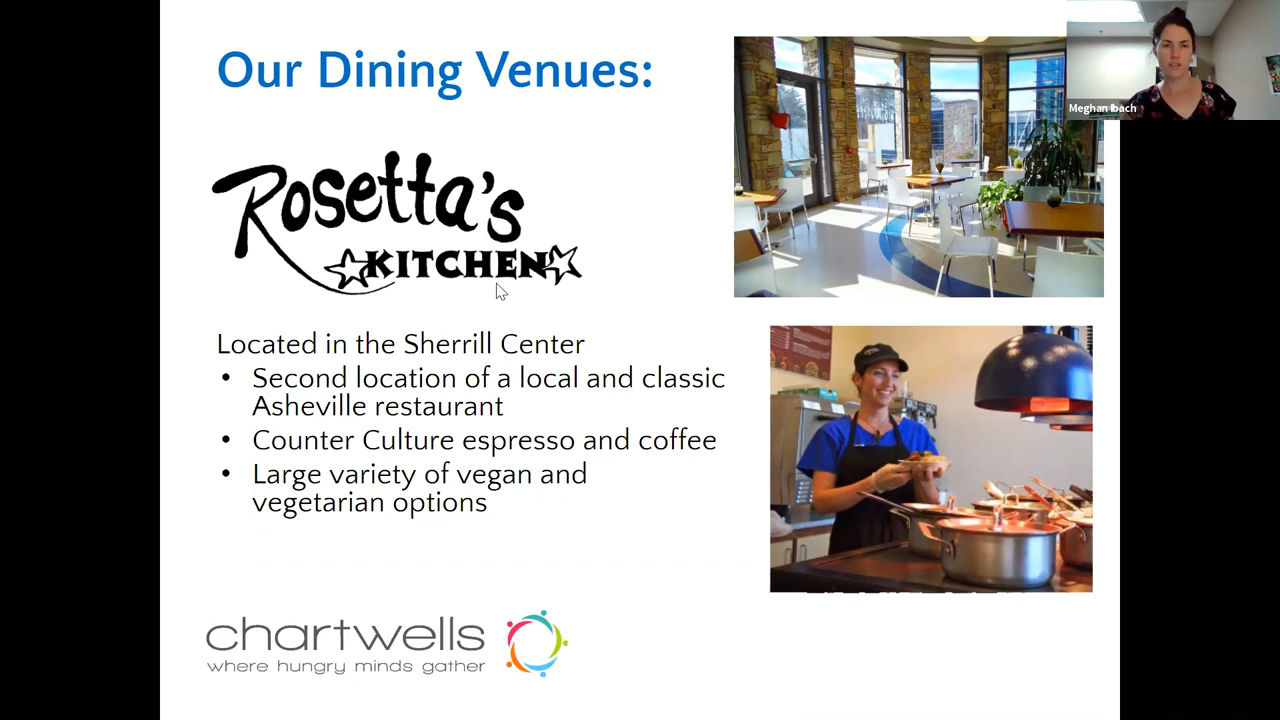 Our Dining Venues:
Meghan Ibach
Rosetta's
KITCHEN
Located in the Sherrill Center
• Second location of a local and classic
Asheville restaurant
• Counter Culture espresso and coffee
• Large variety of vegan and
vegetarian options
chartwells
where hungry minds gather